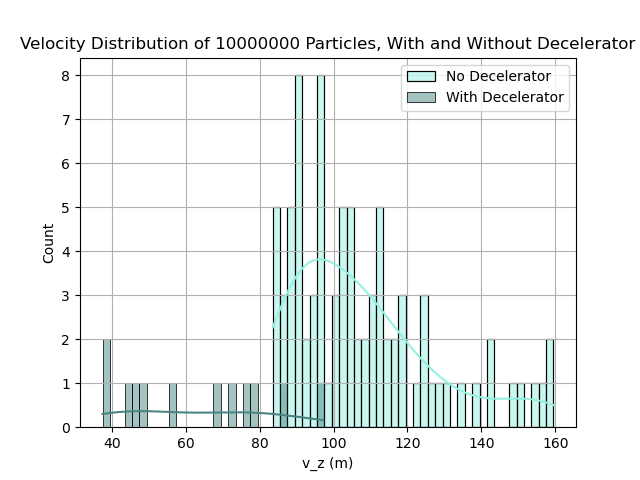 Velocity Distribution of 10000000 Particles, With and Without Decelerator
No Decelerator
With Decelerator
Count
8
7
6
5
4
3
2
1
0
40 60 80 100 120 140 160
v_z (m)